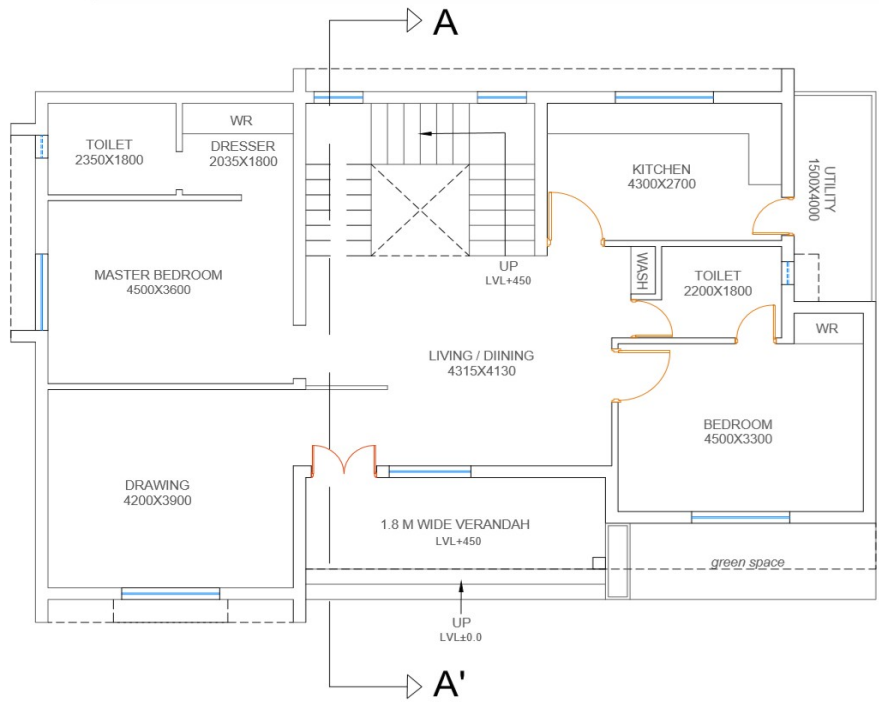 A
TOILET
2350X1800
WR
DRESSER
2035X1800
KITCHEN
4300X2700
UTILITY
1500X4000
MASTER BEDROOM
4500X3600
UP
LVL+450
WASH
TOILET
2200X1800
WR
LIVING / DIINING
4315X4130
BEDROOM
4500X3300
DRAWING
4200X3900
1.8 M WIDE VERANDAH
LVL+450
green space
UP
LVL±0.0
A'